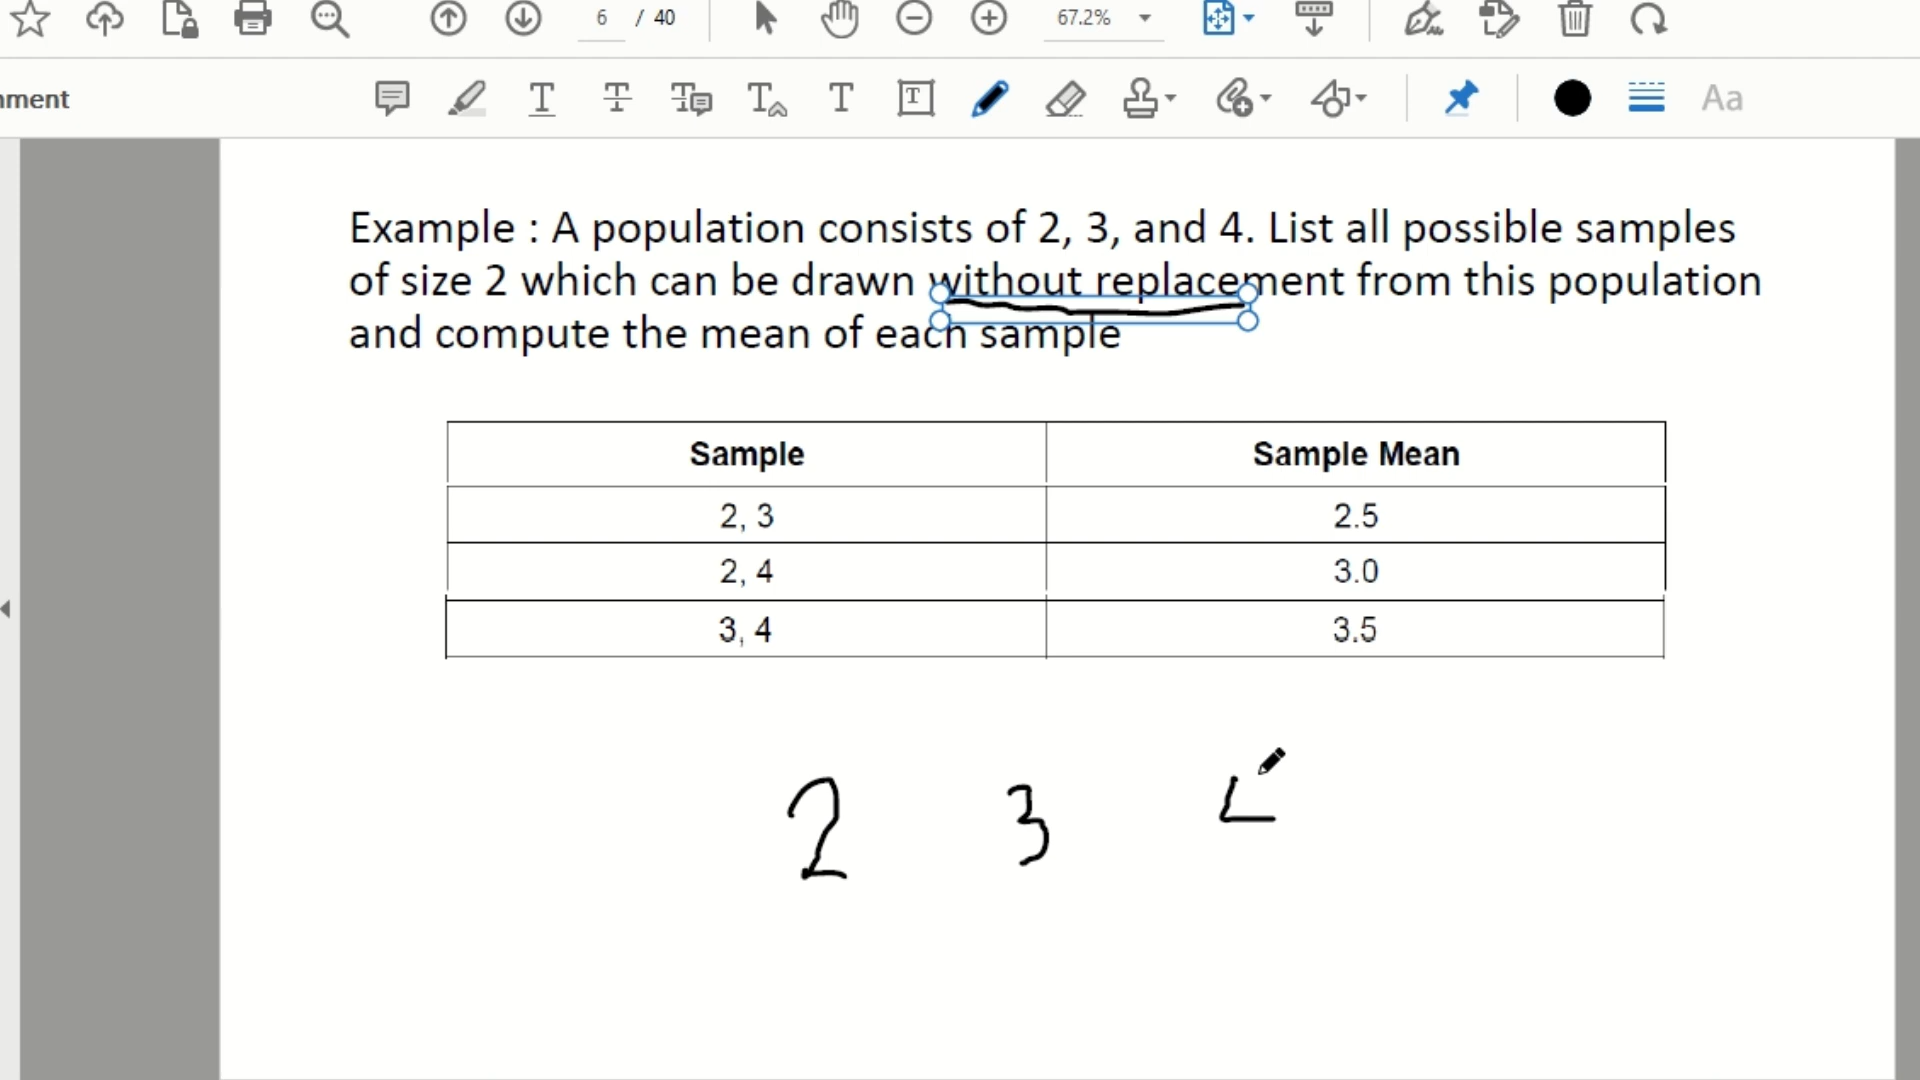 6 / 40 67.2%
nment T T T T T T Aa
Example : A population consists of 2, 3, and 4. List all possible samples
of size 2 which can be drawn without replacement from this population
and compute the mean of each sample
Sample Sample Mean
2, 3 2.5
2, 4 3.0
3, 4 3.5
2 3